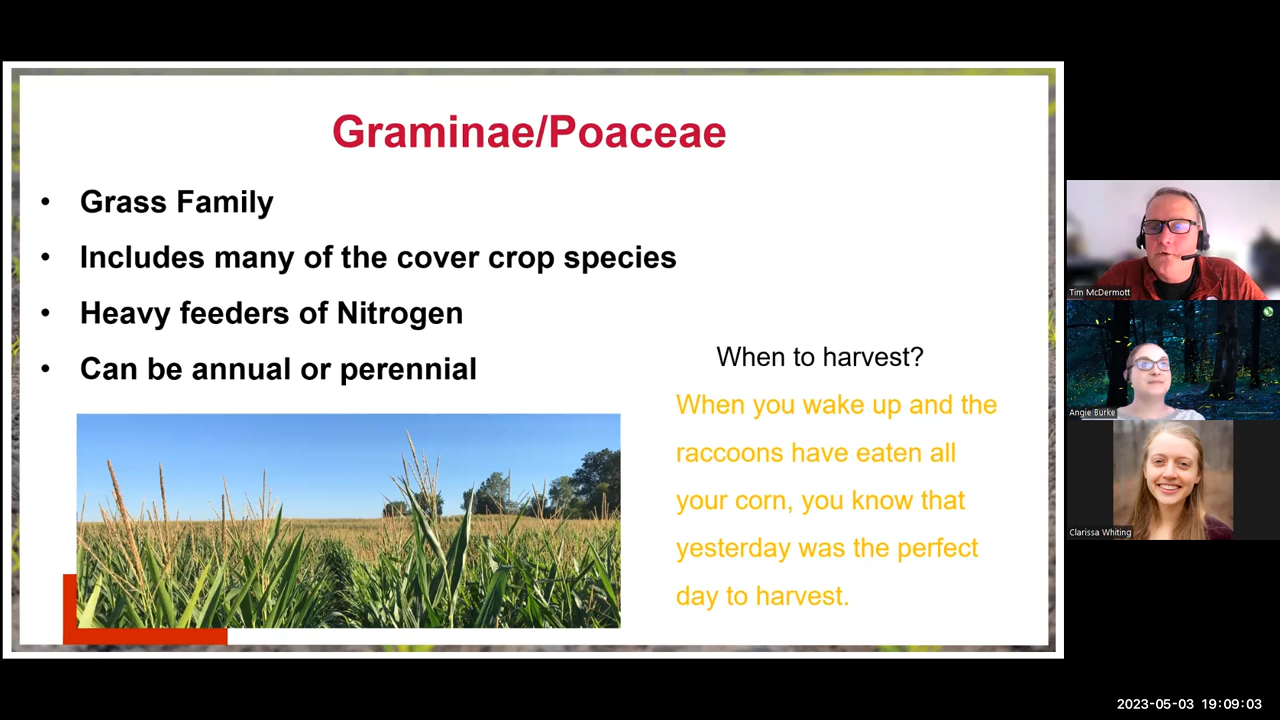 Graminae/Poaceae
• Grass Family
• Includes many of the cover crop species
• Heavy feeders of Nitrogen
• Can be annual or perennial
When to harvest?
When you wake up and the
raccoons have eaten all
your corn, you know that
yesterday was the perfect
day to harvest.
Tim McDermott
Angie Burke
Clarissa Whiting
2023-05-03 19:09:03